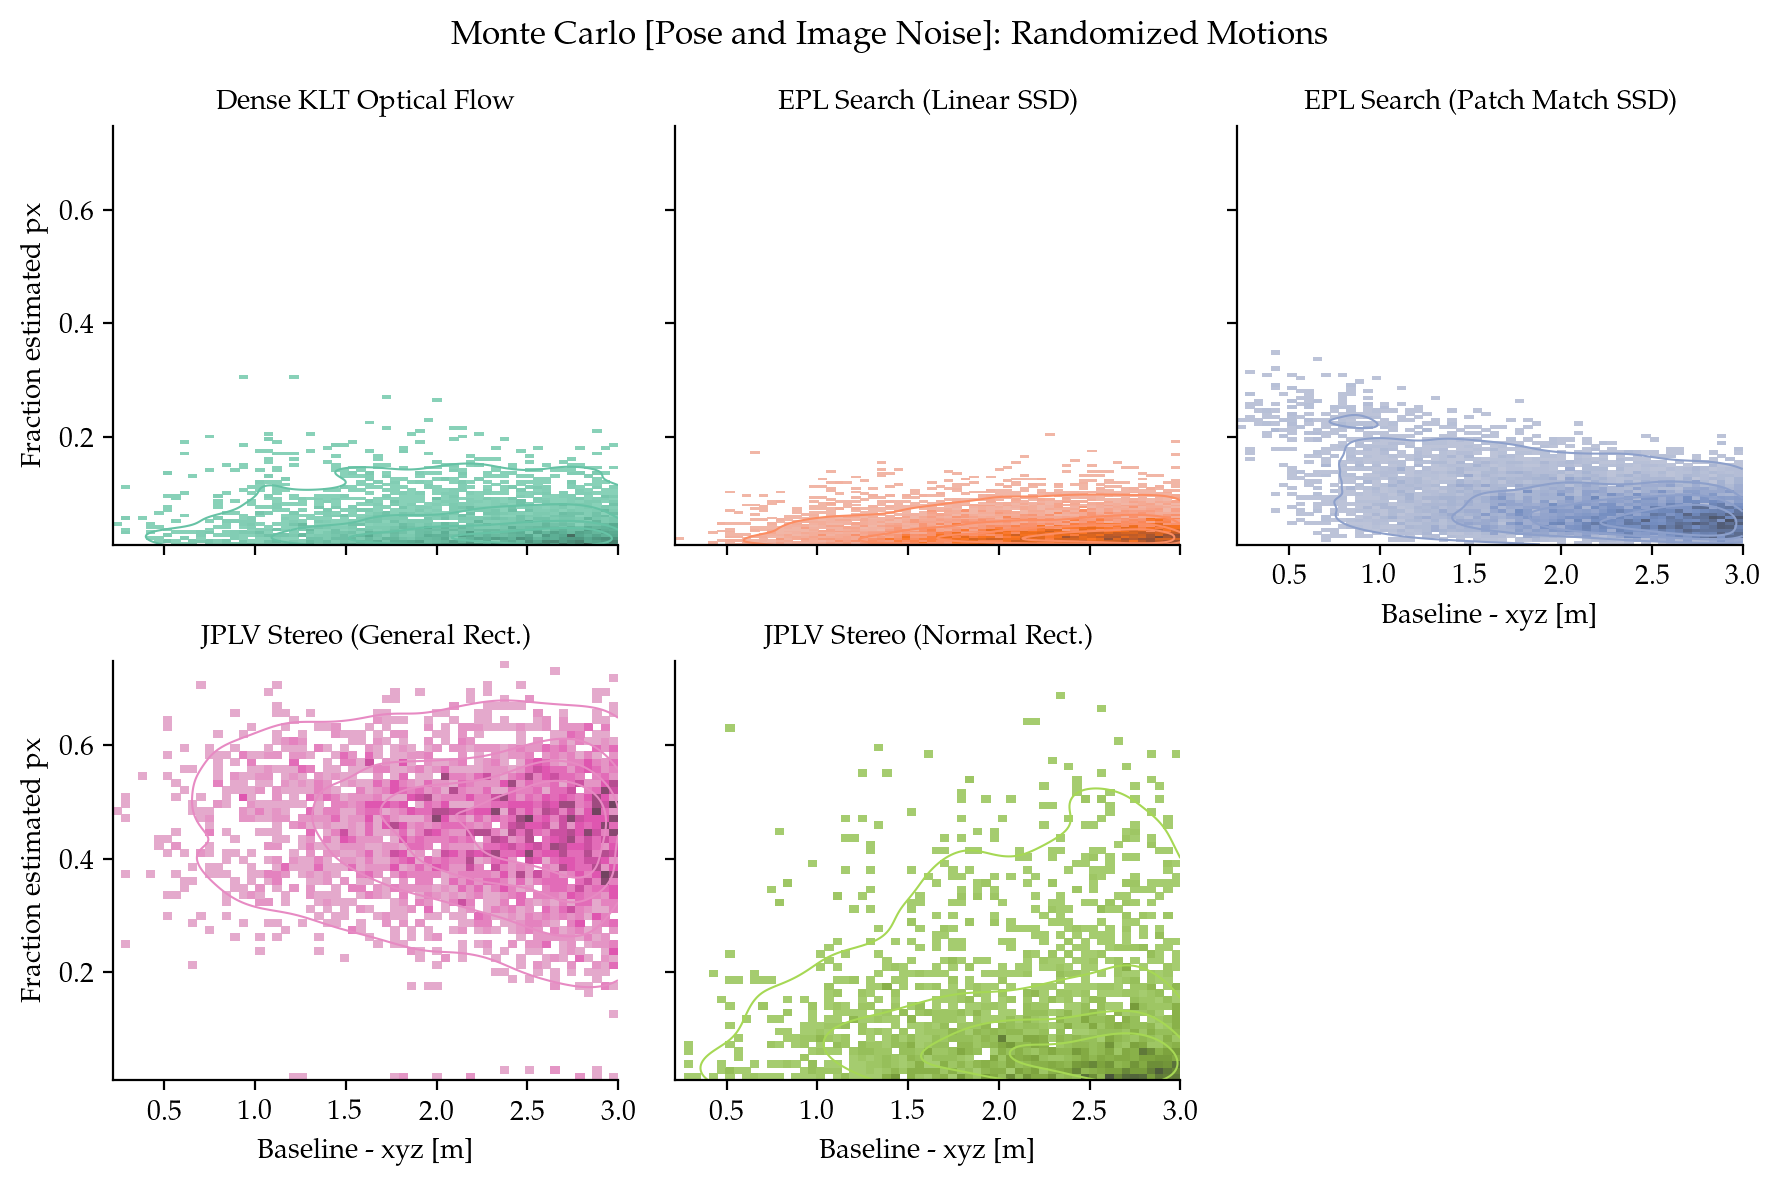 Monte Carlo [Pose and Image Noise]: Randomized Motions
Dense KLT Optical Flow
EPL Search (Linear SSD)
EPL Search (Patch Match SSD)
Fraction estimated px
0.6
0.4
0.2
0.5 1.0 1.5 2.0 2.5 3.0
Baseline - xyz [m]
JPLV Stereo (General Rect.)
JPLV Stereo (Normal Rect.)
Fraction estimated px
0.6
0.4
0.2
0.5 1.0 1.5 2.0 2.5 3.0
0.5 1.0 1.5 2.0 2.5 3.0
Baseline - xyz [m]
Baseline - xyz [m]